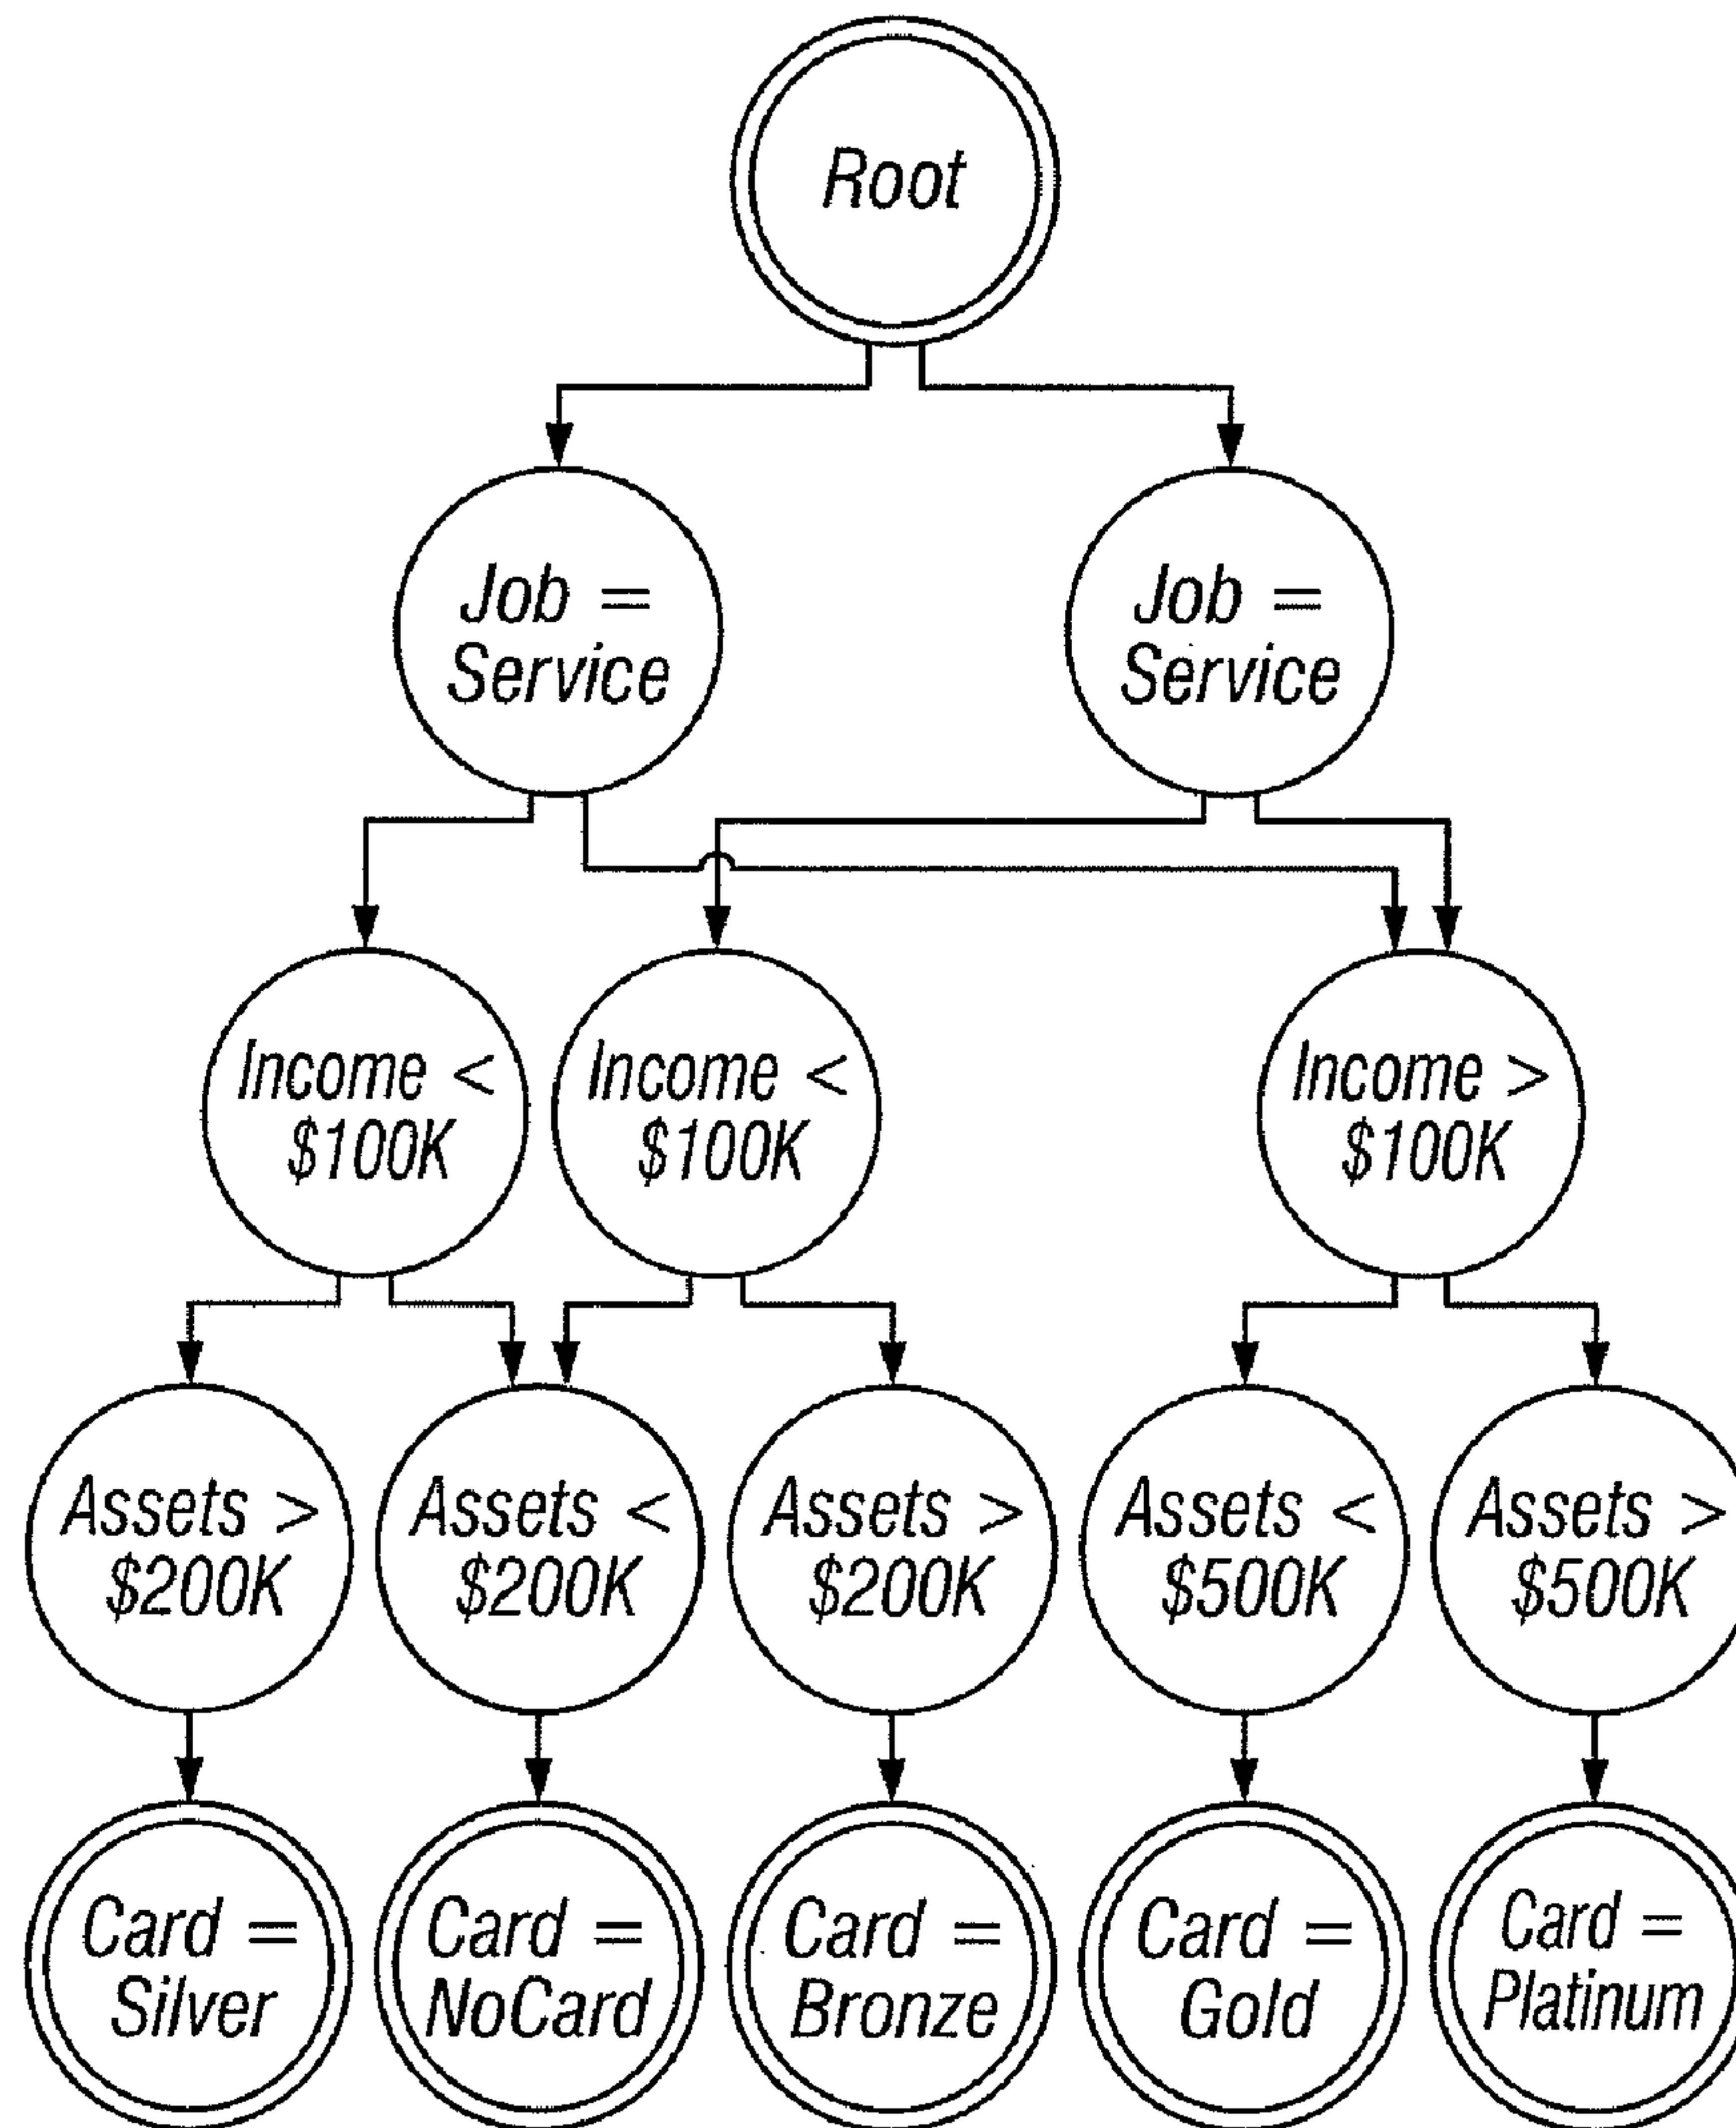 Root
Job =
Service
Job =
Service
Income <
$100K
Income <
$100K
Income >
$100K
Assets >
$200K
Assets <
$200K
Assets >
$200K
Assets <
$500K
Assets >
$500K
Card =
Silver
Card =
NoCard
Card =
Bronze
Card =
Gold
Card =
Platinum